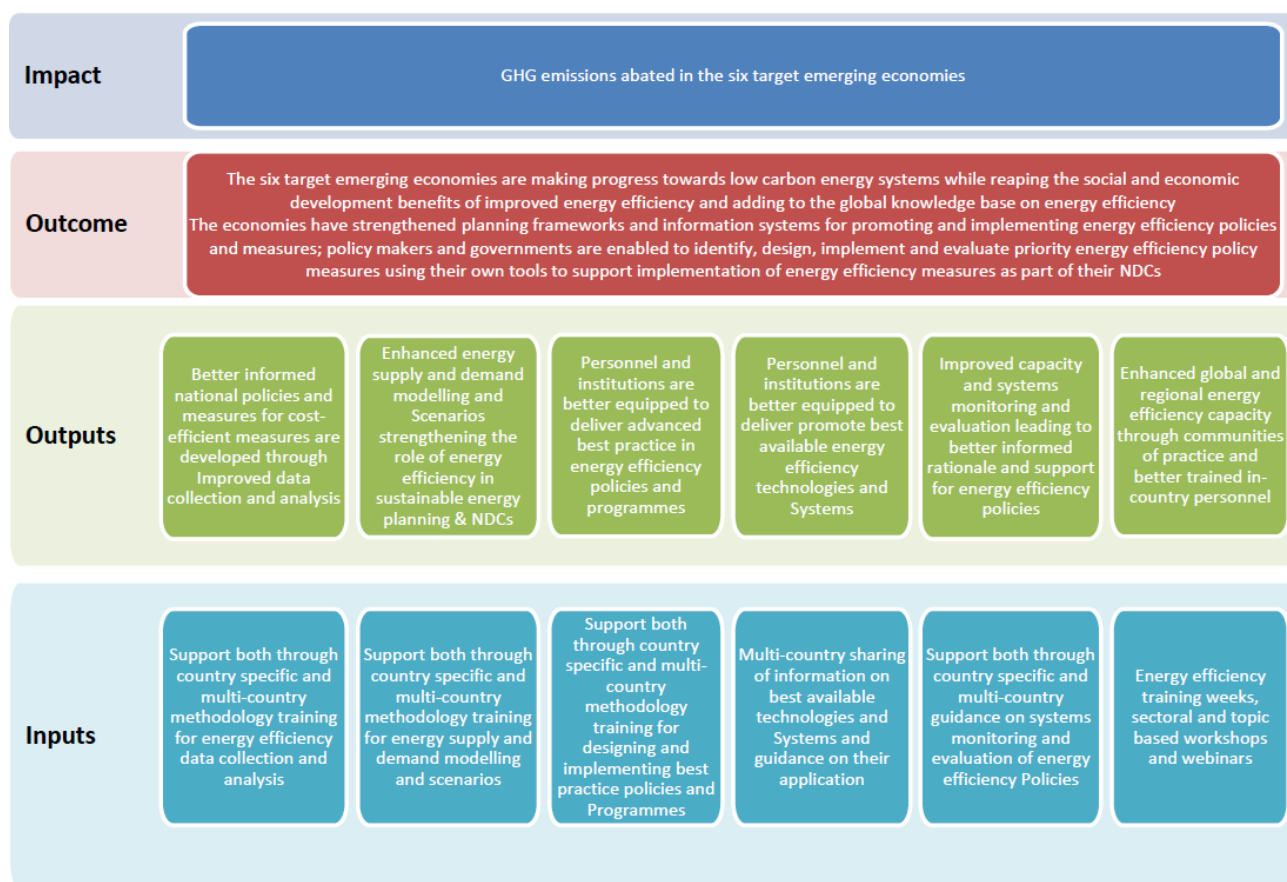 Impact
GHG emissions abated in the six target emerging economies
Outcome
The six target emerging economies are making progress towards low carbon energy systems while reaping the social and economic
development benefits of improved energy efficiency and adding to the global knowledge base on energy efficiency
The economies have strengthened planning frameworks and information systems for promoting and implementing energy efficiency policies
and measures; policy makers and governments are enabled to identify, design, implement and evaluate priority energy efficiency policy
measures using their own tools to support implementation of energy efficiency measures as part of their NDCs
Outputs
Better informed
national policies and
measures for cost-
efficient measures are
developed through
Improved data
collection and analysis
Enhanced energy
supply and demand
modelling and
Scenarios
strengthening the
role of energy
efficiency in
sustainable energy
planning & NDCs
Personnel and
institutions are
better equipped to
deliver advanced
best practice in
energy efficiency
policies and
programmes
Personnel and
institutions are
better equipped to
deliver promote best
available energy
efficiency
technologies and
Systems
Improved capacity
and systems
monitoring and
evaluation leading to
better informed
rationale and support
for energy efficiency
policies
Enhanced global and
regional energy
efficiency capacity
through communities
of practice and
better trained in-
country personnel
Inputs
Support both through
country specific and
multi-country
methodology training
for energy efficiency
data collection and
analysis
Support both through
country specific and
multi-country
methodology training
for energy supply and
demand modelling
and scenarios
Support both
through country
specific and multi-
country
methodology
training for
designing and
implementing best
practice policies and
Programmes
Multi-country sharing
of information on
best available
technologies and
Systems and
guidance on their
application
Support both through
country specific and
multi-country
guidance on systems
monitoring and
evaluation of energy
efficiency Policies
Energy efficiency
training weeks,
sectoral and topic
based workshops
and webinars